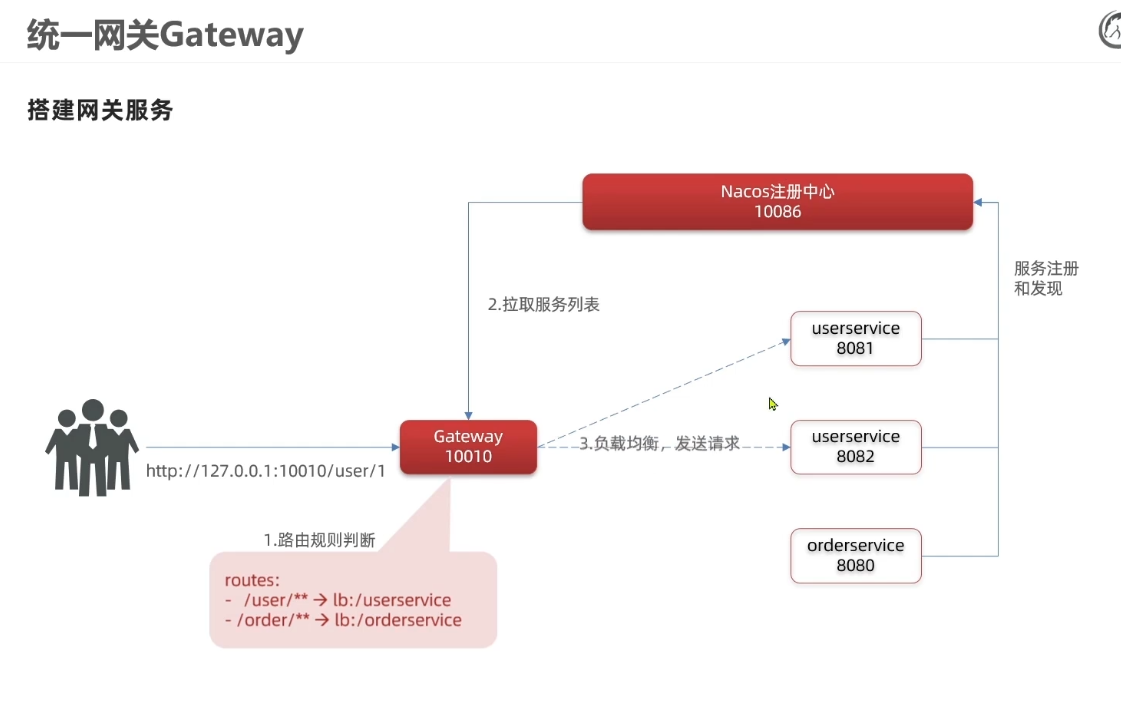 统一网关Gateway
搭建网关服务
Nacos注册中心
10086
服务注册
和发现
2.拉取服务列表
userservice
8081
Gateway
10010
3.负载均衡，发送请求
userservice
8082
http://127.0.0.1:10010/user/1
1.路由规则判断
orderservice
8080
routes:
- /user/** → lb:/userservice
- /order/** → lb:/orderservice